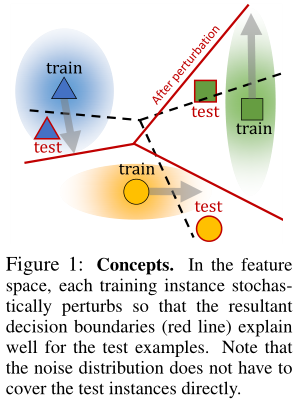 After perturbation
train
test
test
train
train
test
Figure 1: Concepts. In the feature
space, each training instance stochas-
tically perturbs so that the resultant
decision boundaries (red line) explain
well for the test examples. Note that
the noise distribution does not have to
cover the test instances directly.